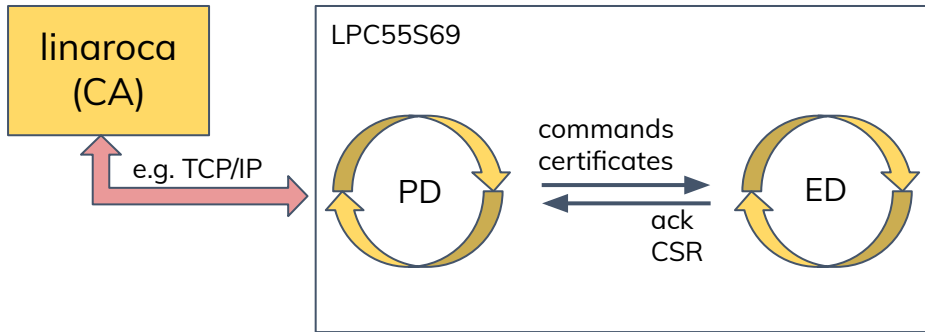 linaroca
(CA)
LPC55S69
e.g. TCP/IP
PD
commands
certificates
ack
CSR
ED